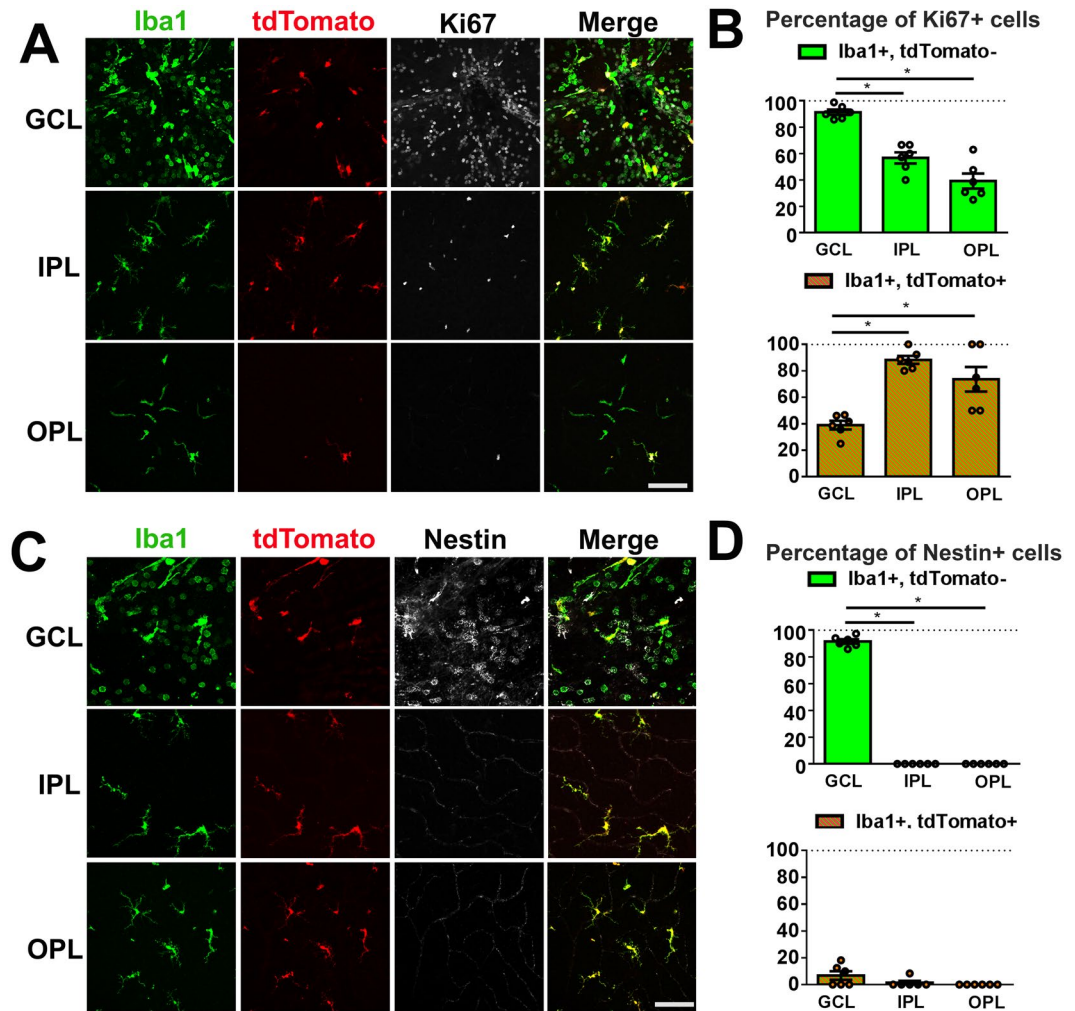 A
Iba1 tdTomato Ki67 Merge
GCL
IPL
OPL
B
Percentage of Ki67+ cells
Iba1+, tdTomato-
*
*
100
80
60
40
20
0
GCL IPL OPL
Iba1+, tdTomato+
*
*
100
80
60
40
20
0
GCL IPL OPL
C
Iba1 tdTomato Nestin Merge
GCL
IPL
OPL
D
Percentage of Nestin+ cells
Iba1+, tdTomato-
*
*
100
80
60
40
20
0
GCL IPL OPL
Iba1+, tdTomato+
100
80
60
40
20
0
GCL IPL OPL